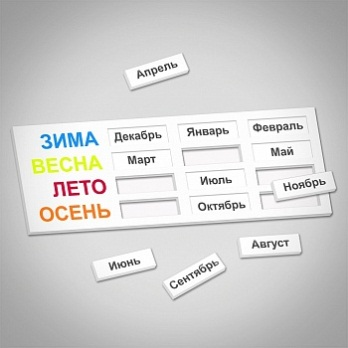 Апрель
ЗИМА Декабрь Январь Февраль
ВЕСНА Март Май
ЛЕТО Июль
Ноябрь
ОСЕНЬ Октябрь
Август
Июнь
Сентябрь